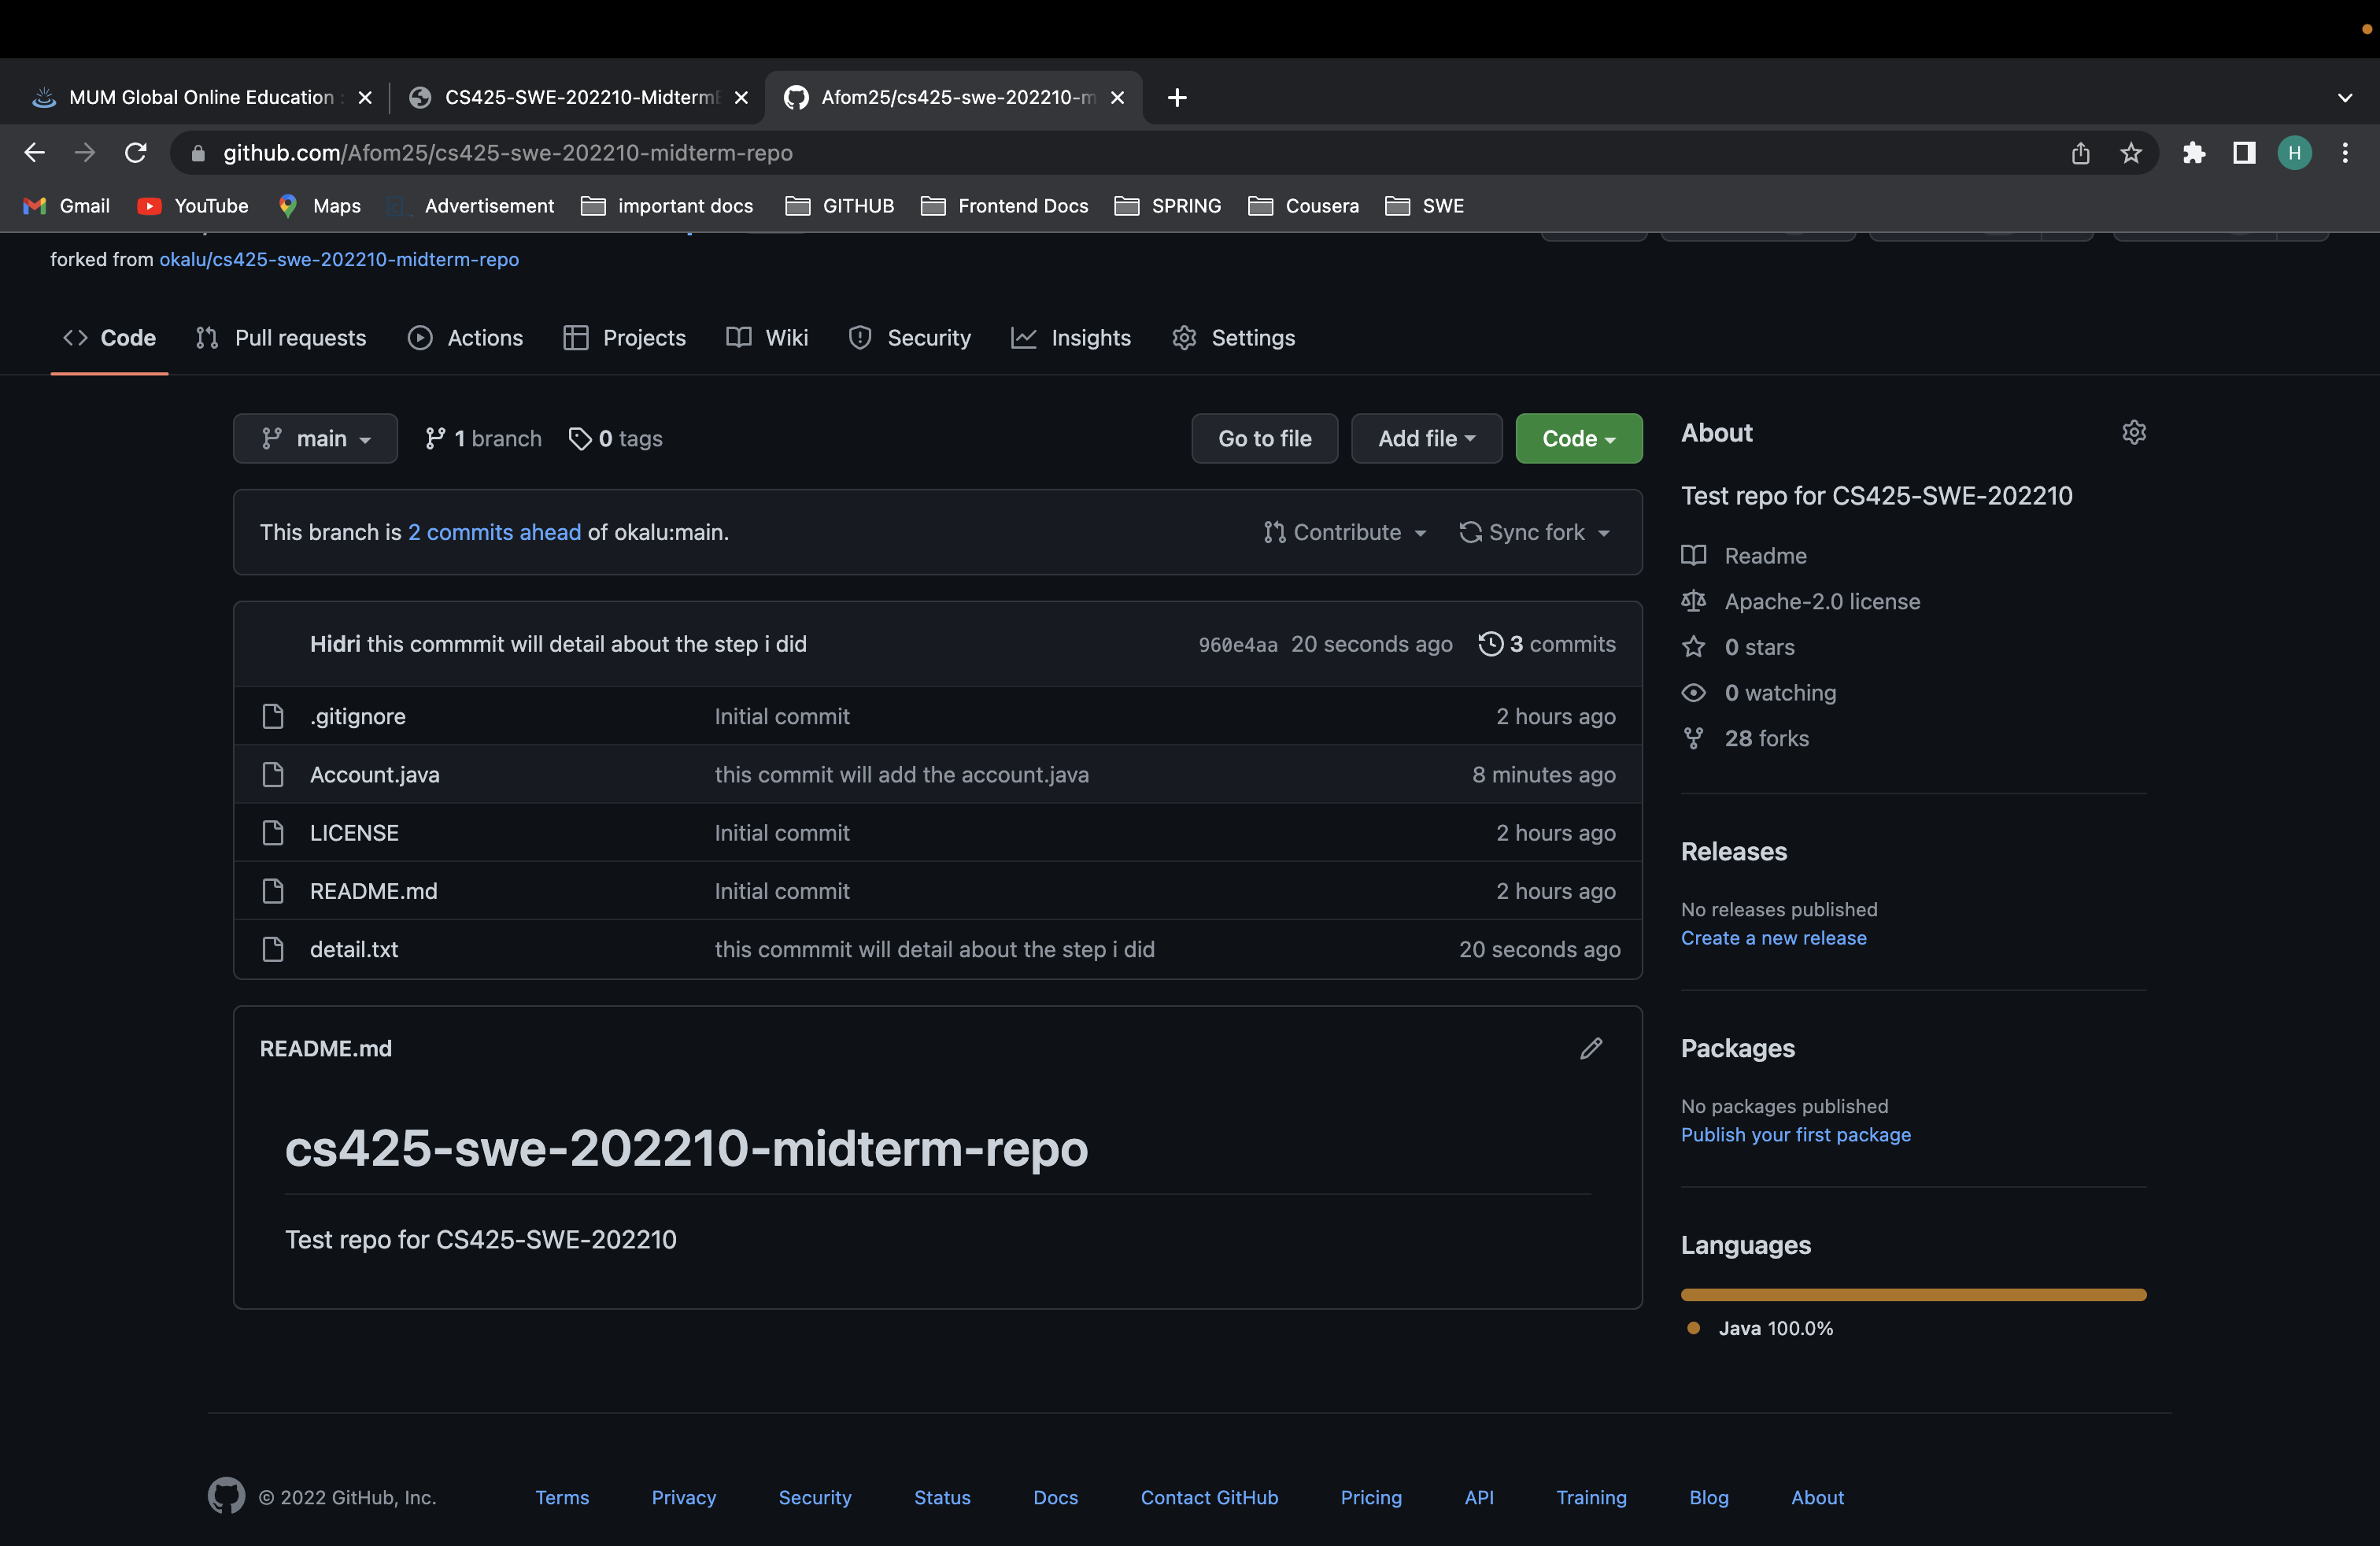 MUM Global Online Education :
CS425-SWE-202210-Midterm
Afom25/cs425-swe-202210-m
github.com/Afom25/cs425-swe-202210-midterm-repo
H
Gmail YouTube Maps Advertisement important docs GITHUB Frontend Docs SPRING Cousera SWE
forked from okalu/cs425-swe-202210-midterm-repo
Code Pull requests Actions Projects Wiki Security Insights Settings
main 1 branch 0 tags Go to file Add file Code
This branch is 2 commits ahead of okalu:main. Contribute Sync fork
Hidri this commmit will detail about the step i did 960e4aa 20 seconds ago 3 commits
.gitignore Initial commit 2 hours ago
Account.java this commit will add the account.java 8 minutes ago
LICENSE Initial commit 2 hours ago
README.md Initial commit 2 hours ago
detail.txt this commmit will detail about the step i did 20 seconds ago
README.md
cs425-swe-202210-midterm-repo
Test repo for CS425-SWE-202210
About
Test repo for CS425-SWE-202210
Readme
Apache-2.0 license
0 stars
0 watching
28 forks
Releases
No releases published
Create a new release
Packages
No packages published
Publish your first package
Languages
Java 100.0%
© 2022 GitHub, Inc. Terms Privacy Security Status Docs Contact GitHub Pricing API Training Blog About